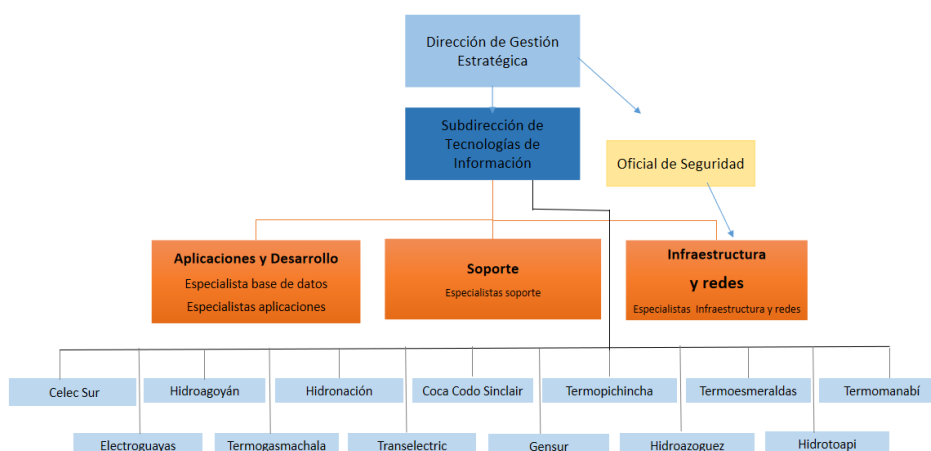 Dirección de Gestión
Estratégica
Subdirección de
Tecnologías de
Información
Oficial de Seguridad
Aplicaciones y Desarrollo
Especialista base de datos
Especialistas aplicaciones
Soporte
Especialistas soporte
Infraestructura
y redes
Especialistas Infraestructura y redes
Celec Sur
Hidroagoyán
Hidronación
Coca Codo Sinclair
Termopichincha
Termoesmeraldas
Termomanabí
Electroguayas
Termogasmachala
Transelectric
Gensur
Hidroazoguez
Hidrotoapi